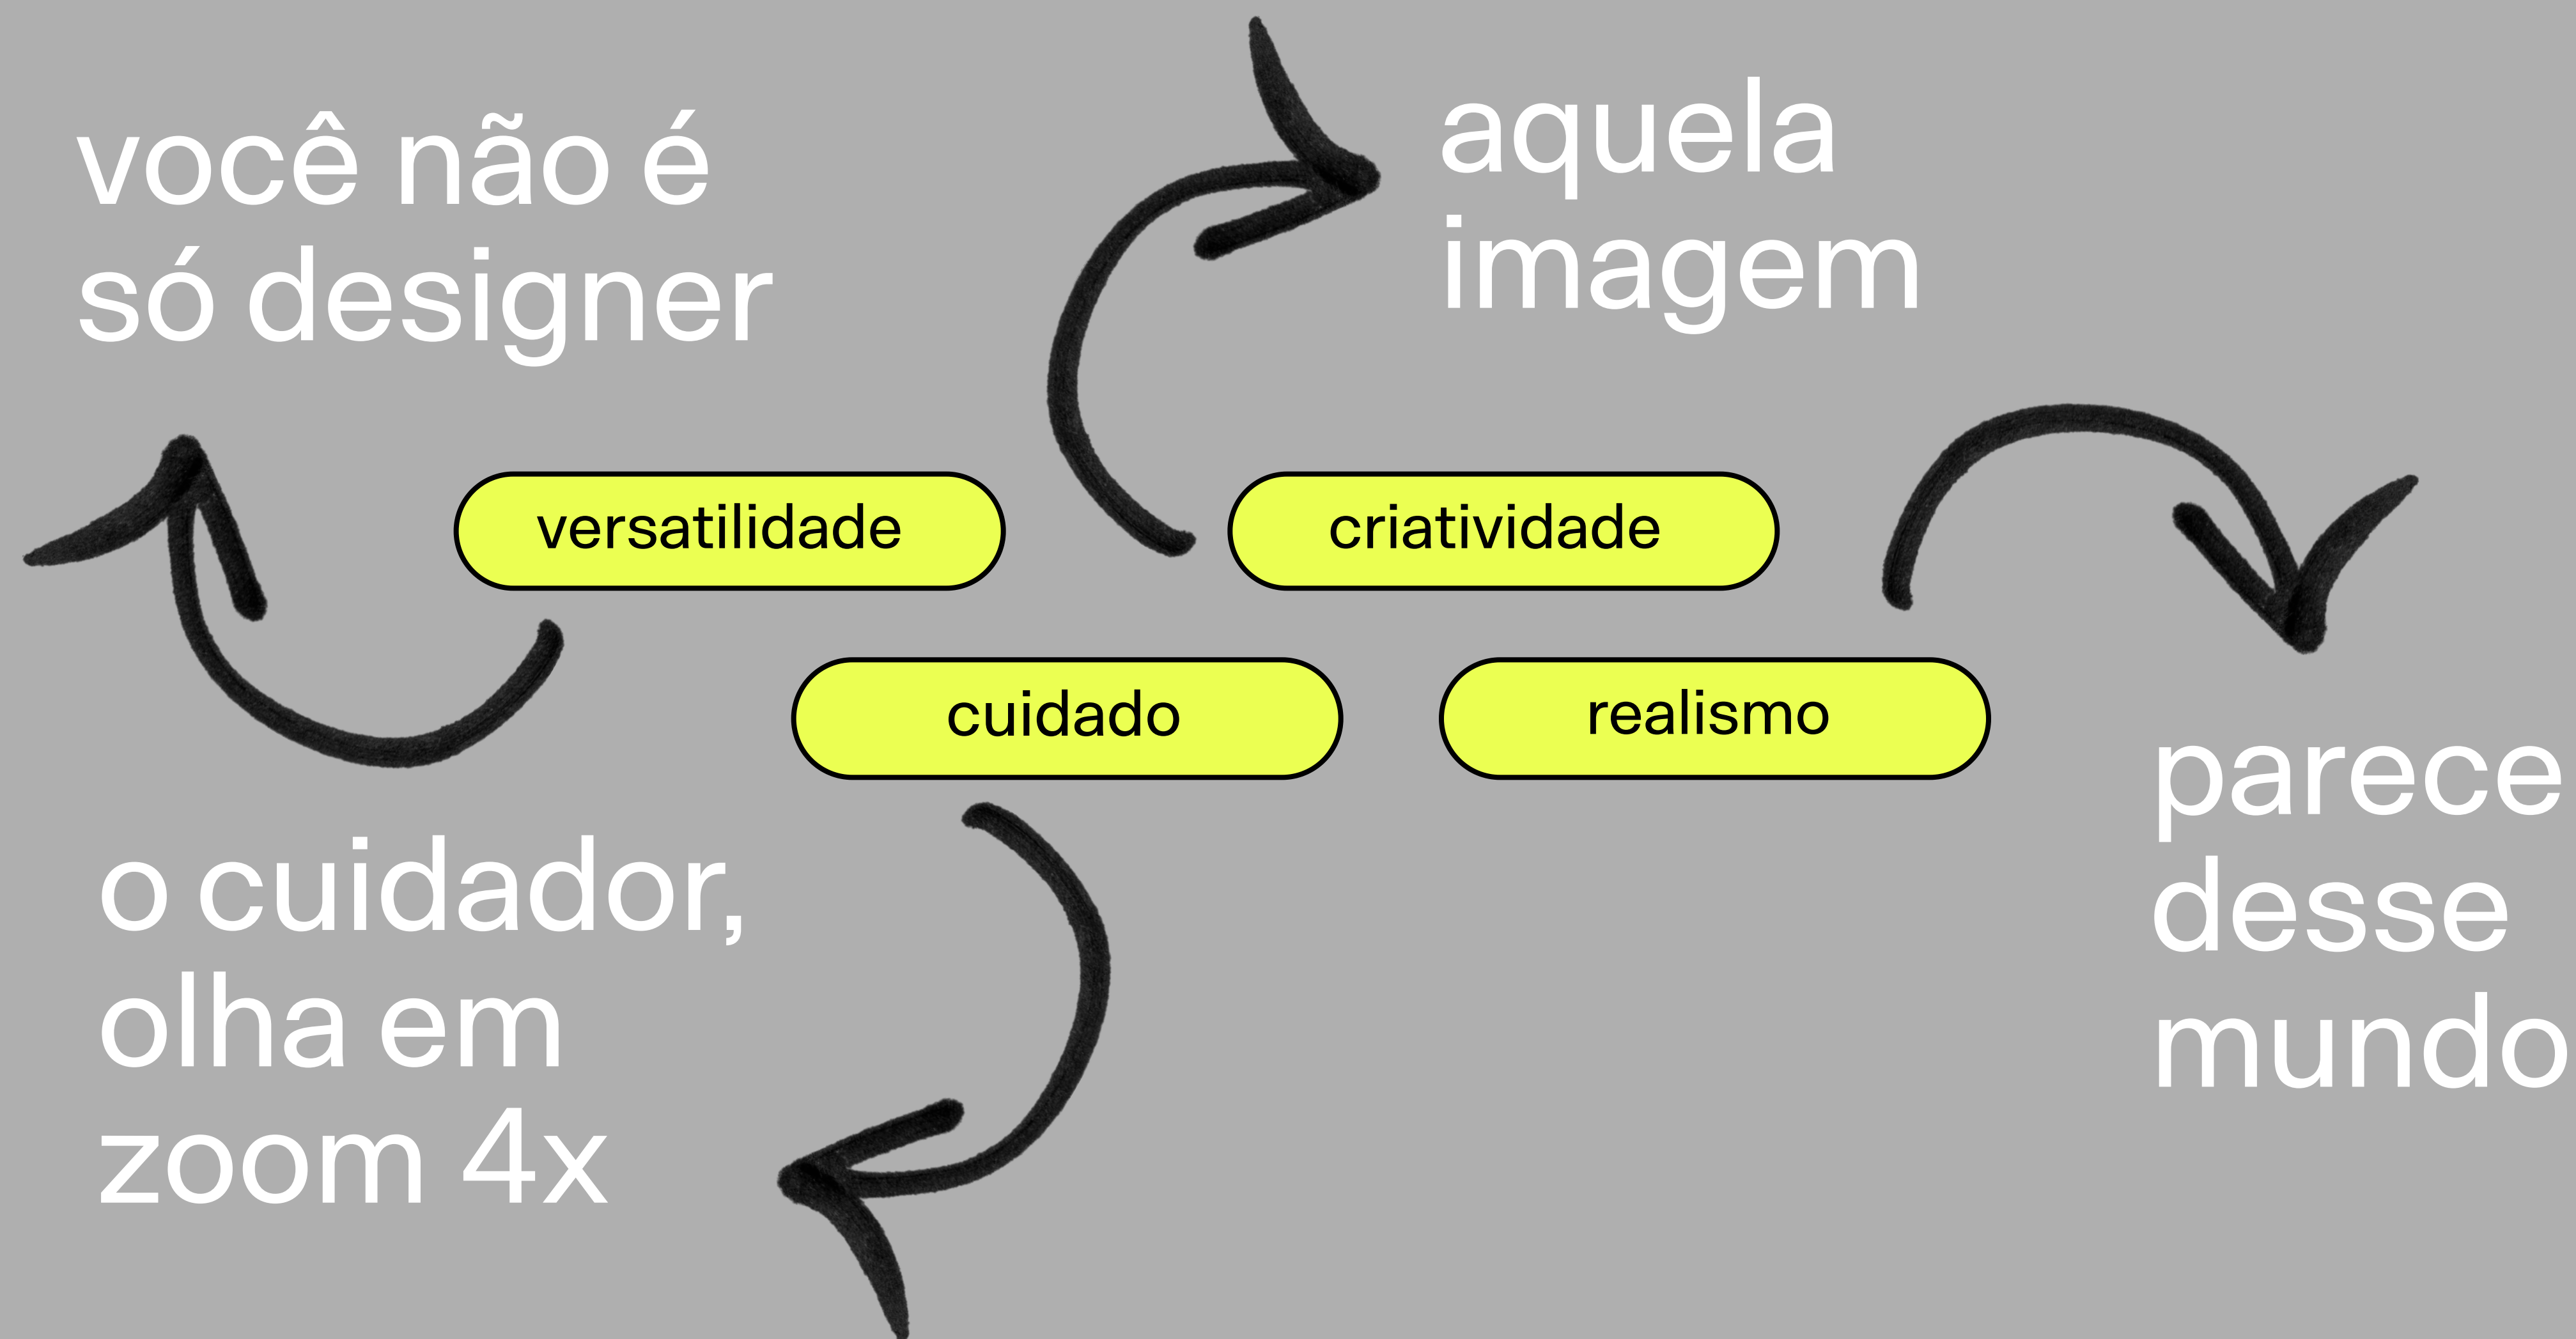 você não é
só designer
aquela
imagem
versatilidade
criatividade
cuidado
realismo
o cuidador,
olha em
zoom 4x
parece
desse
mundo